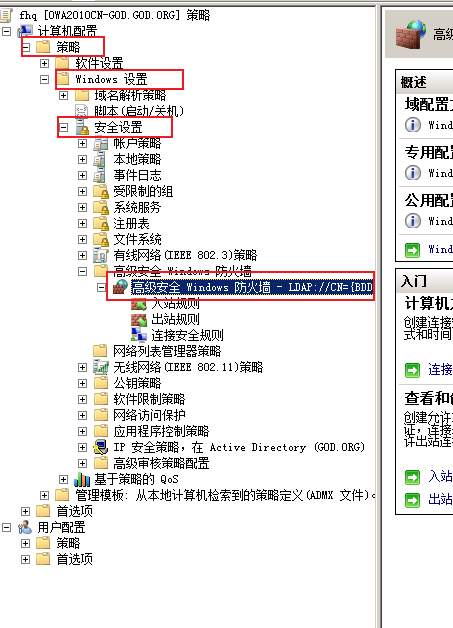 fhq [OWA2010CN-GOD.GOD.ORG] 策略
计算机配置
策略
软件设置
Windows 设置
域名解析策略
脚本(启动/关机)
安全设置
帐户策略
本地策略
事件日志
受限制的组
系统服务
注册表
文件系统
有线网络(IEEE 802.3)策略
高级安全 Windows 防火墙
高级安全 Windows 防火墙 - LDAP://CN={BDD
入站规则
出站规则
连接安全规则
网络列表管理器策略
无线网络(IEEE 802.11)策略
公钥策略
软件限制策略
网络访问保护
应用程序控制策略
IP 安全策略，在 Active Directory (GOD.ORG)
高级审核策略配置
基于策略的 QoS
管理模板: 从本地计算机检索到的策略定义(ADMX 文件)。
首选项
用户配置
策略
首选项
高级
概述
域配置
Wind
专用配置
Wind
公用配置
Wind
Wind
入门
计算机
创建连接
式和时间
连接
查看和创
创建允许
证，连接
许出站连
入站
出站